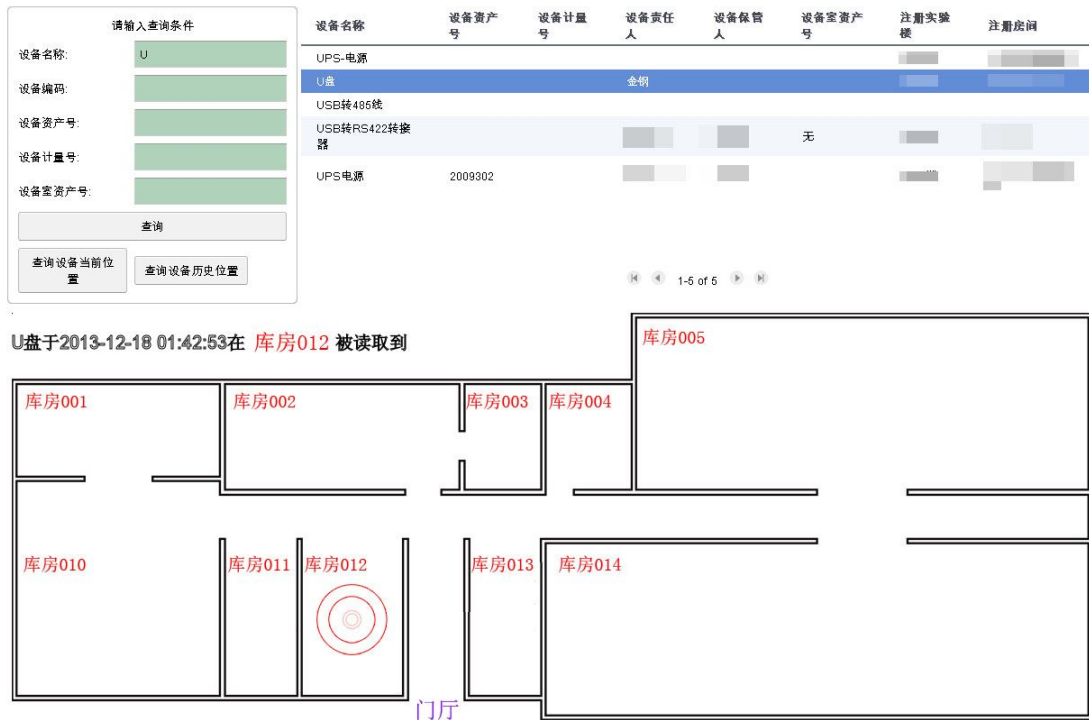 请输入查询条件
设备名称: U
设备编码:
设备资产号:
设备计量号:
设备室资产号:
查询
查询设备当前位
置
查询设备历史位置
设备名称 设备资产 设备计量 设备责任 设备保管 设备室资产 注册实验 注册房间
号 号 人 人 号 楼
UPS-电源
U盘 金钢
USB转485线
USB转RS422转接 无
器
UPS电源 2009302
1-5 of 5
U盘于2013-12-18 01:42:53在 库房012 被读取到
库房005
库房001 库房002 库房003 库房004
库房010 库房011 库房012 库房013 库房014
门厅